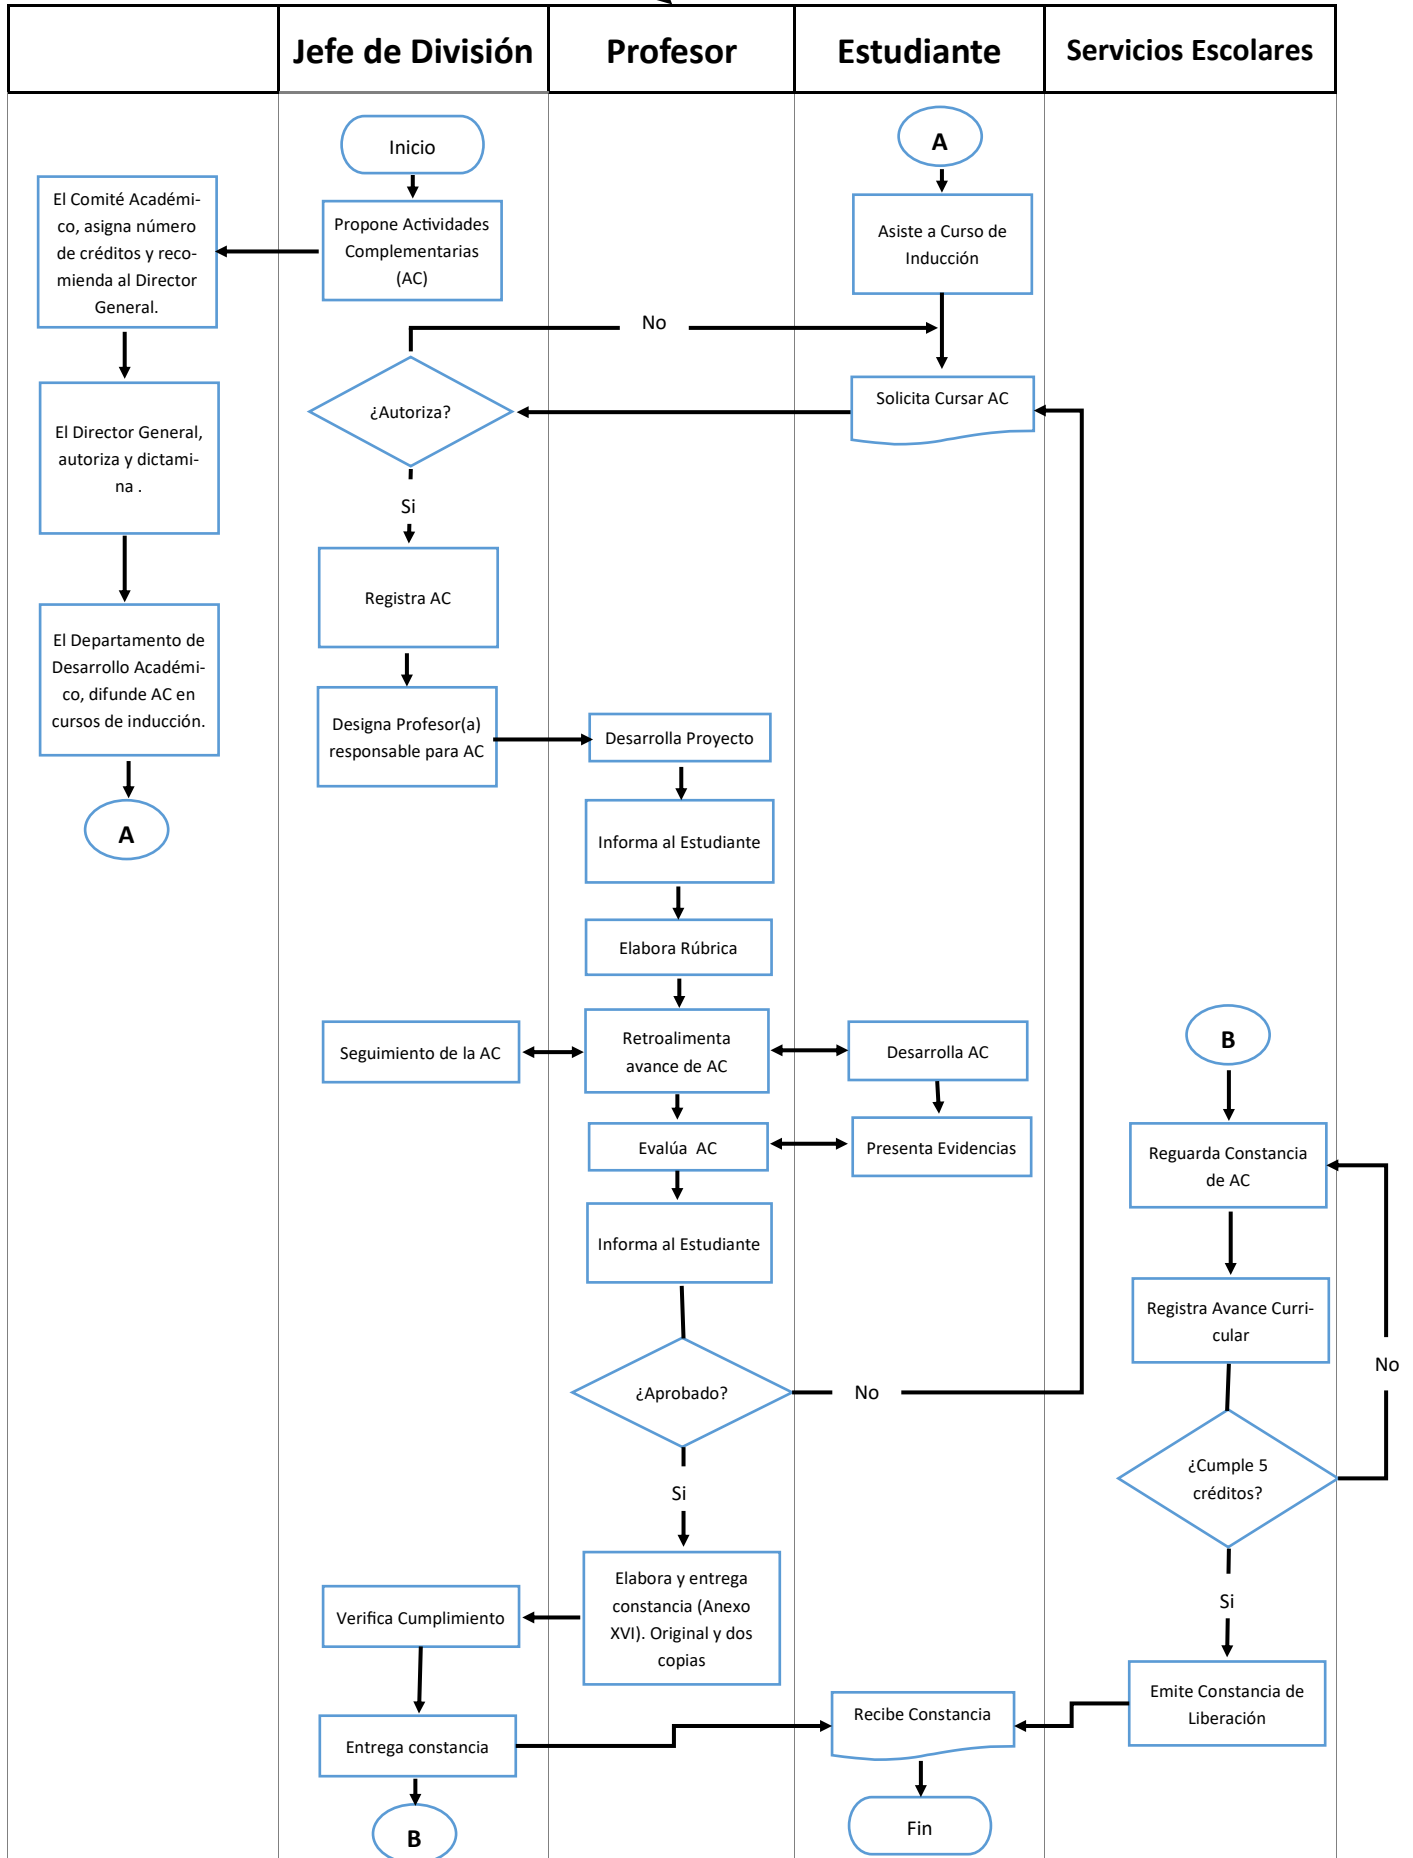 Jefe de División
Profesor
Estudiante
Servicios Escolares
Inicio
Propone Actividades
Complementarias
(AC)
El Comité Académi-
co, asigna número
de créditos y reco-
mienda al Director
General.
El Director General,
autoriza y dictami-
na .
El Departamento de
Desarrollo Académi-
co, difunde AC en
cursos de inducción.
A
A
Asiste a Curso de
Inducción
No
Solicita Cursar AC
¿Autoriza?
Si
Registra AC
Designa Profesor(a)
responsable para AC
Desarrolla Proyecto
Informa al Estudiante
Elabora Rúbrica
Seguimiento de la AC
Retroalimenta
avance de AC
Desarrolla AC
Evalúa  AC
Presenta Evidencias
Informa al Estudiante
¿Aprobado?
No
Si
Elabora y entrega
constancia (Anexo
XVI). Original y dos
copias
Verifica Cumplimiento
Entrega constancia
B
B
Reguarda Constancia
de AC
Registra Avance Curri-
cular
No
¿Cumple 5
créditos?
Si
Emite Constancia de
Liberación
Recibe Constancia
Fin